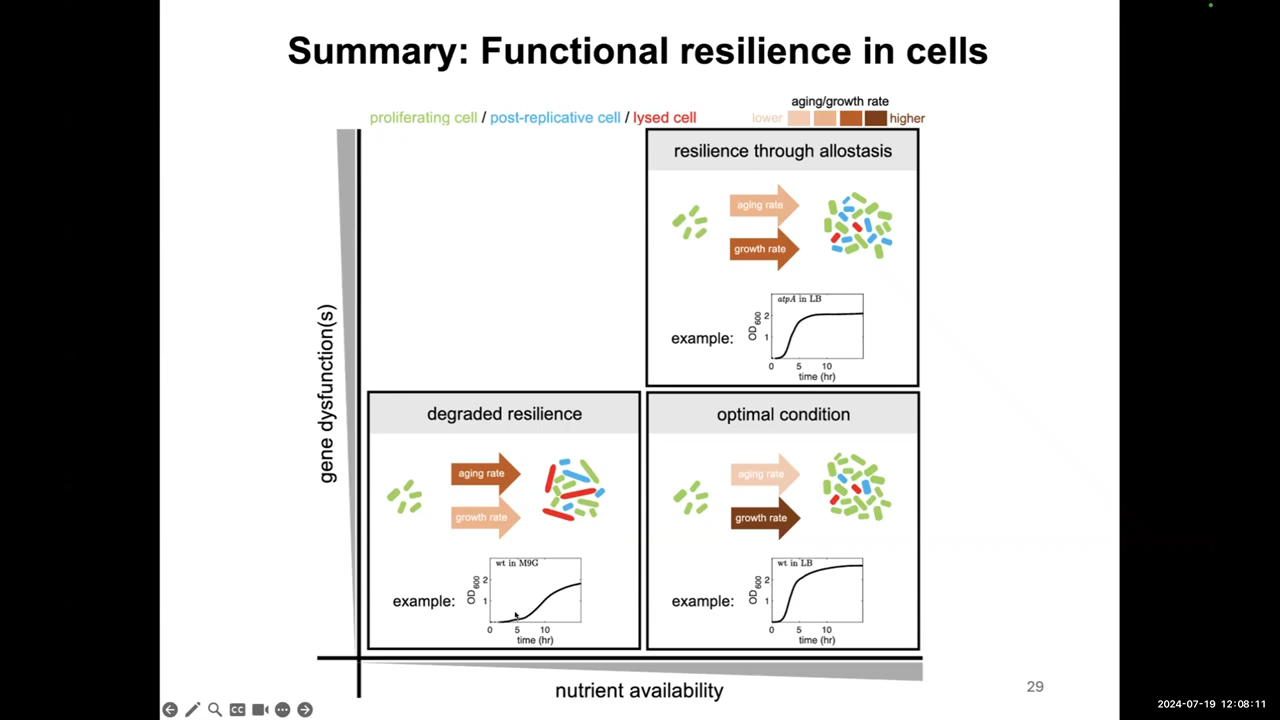 Summary: Functional resilience in cells
proliferating cell / post-replicative cell / lysed cell
aging/growth rate
lower higher
resilience through allostasis
aging rate
growth rate
example:
atpA in LB
OD600
2
1
0 5 10
time (hr)
gene dysfunction(s)
degraded resilience
aging rate
growth rate
example:
wt in M9G
OD600
2
1
0 5 10
time (hr)
optimal condition
aging rate
growth rate
example:
wt in LB
OD600
2
1
0 5 10
time (hr)
nutrient availability
29
CC
2024-07-19 12:08:11